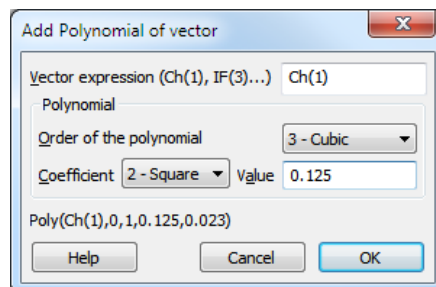 Add Polynomial of vector
Vector expression (Ch(1), IF(3)...) Ch(1)
Polynomial
Order of the polynomial 3 - Cubic
Coefficient 2 - Square Value 0.125
Poly(Ch(1),0,1,0.125,0.023)
Help Cancel OK